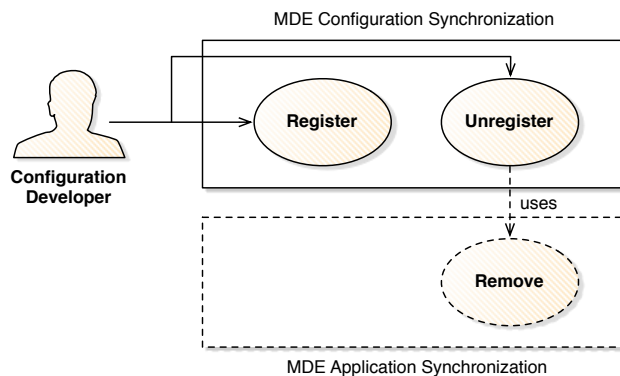 MDE Configuration Synchronization
Register
Unregister
Configuration
Developer
uses
Remove
MDE Application Synchronization